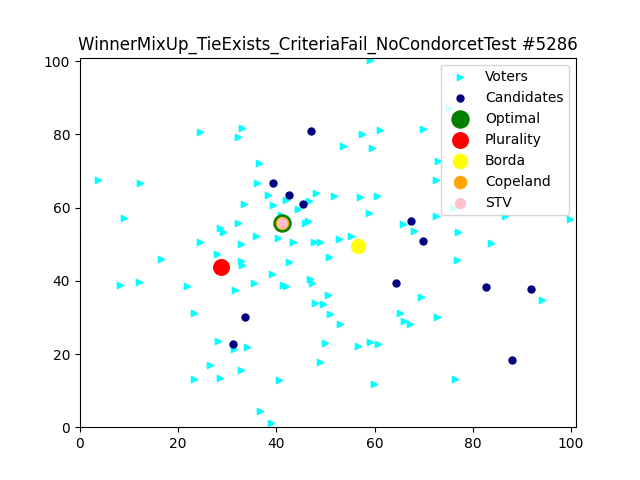 WinnerMixUp_TieExists_CriteriaFail_NoCondorcetTest #5286
100
80
60
40
20
0
0 20 40 60 80 100
Voters
Candidates
Optimal
Plurality
Borda
Copeland
STV